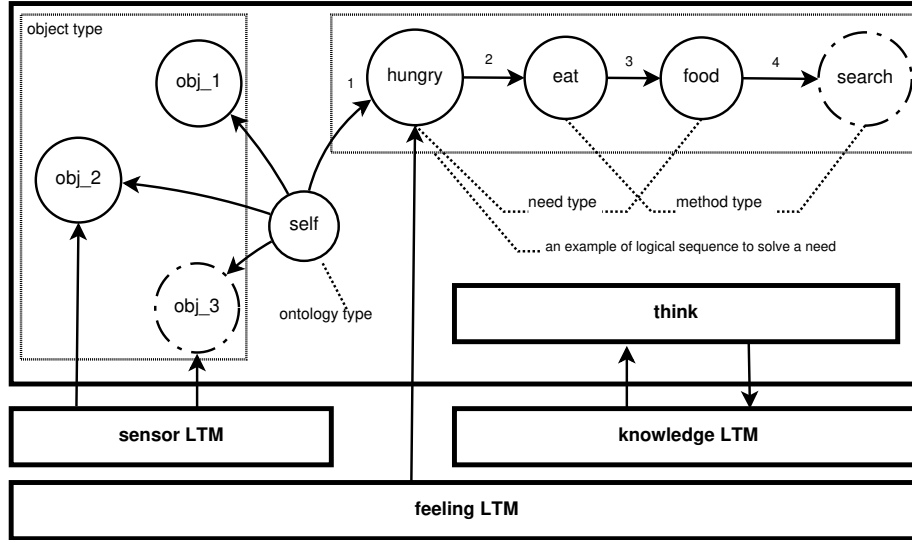 object type
obj_1
obj_2
obj_3
self
ontology type
1
hungry
2
eat
3
food
4
search
need type
method type
an example of logical sequence to solve a need
think
sensor LTM
knowledge LTM
feeling LTM